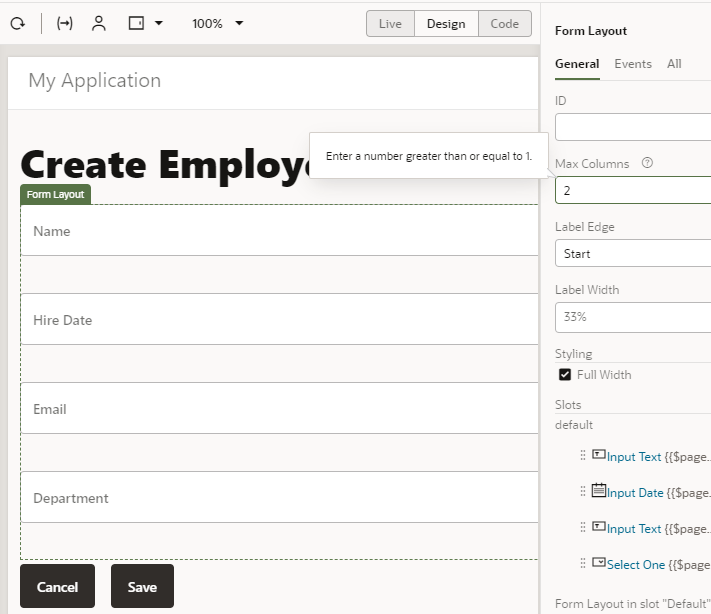 100%
Live
Design
Code
My Application
Create Employe
Form Layout
Name
Hire Date
Email
Department
Cancel
Save
Enter a number greater than or equal to 1.
Form Layout
General
Events
All
ID
Max Columns
2
Label Edge
Start
Label Width
33%
Styling
Full Width
Slots
default
Input Text {{$page..
Input Date {{$page.
Input Text {{$page..
Select One {{$page
Form Layout in slot "Default"